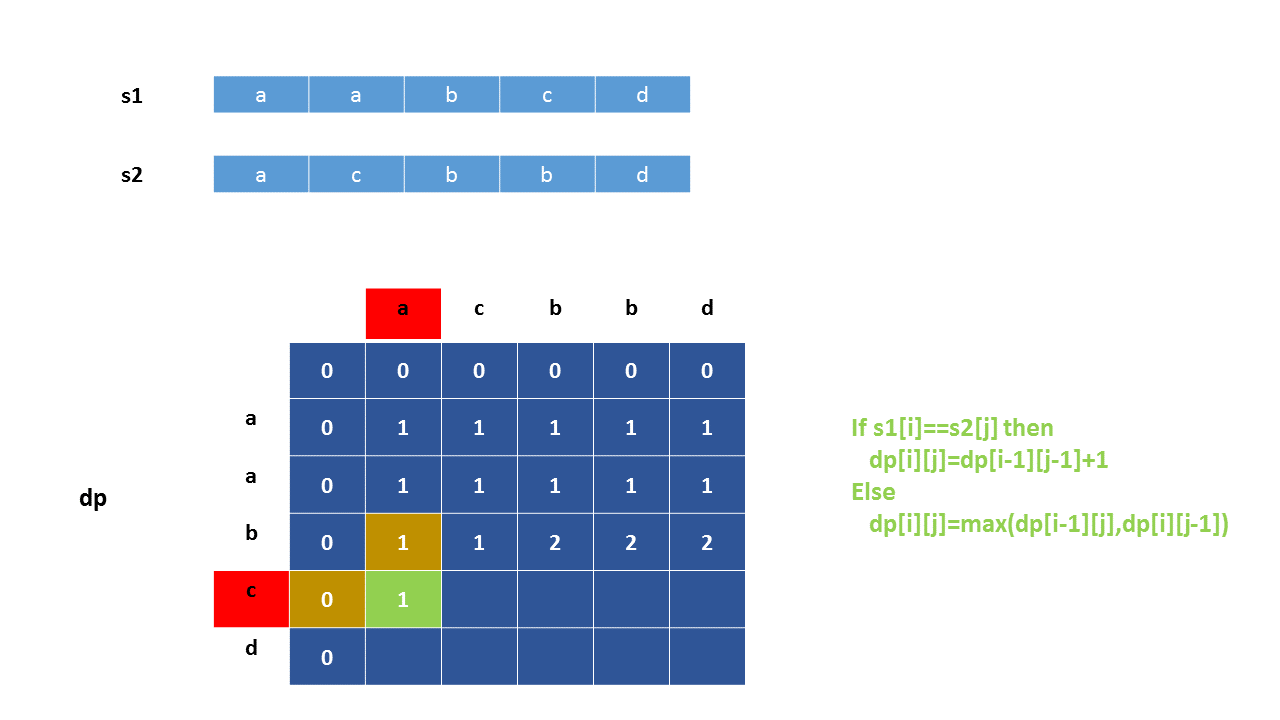 s1 a a b c d
s2 a c b b d
a c b b d
0 0 0 0 0 0
a 0 1 1 1 1 1
a 0 1 1 1 1 1
b 0 1 1 2 2 2
c 0 1
d 0
dp
If s1[i]==s2[j] then
dp[i][j]=dp[i-1][j-1]+1
Else
dp[i][j]=max(dp[i-1][j],dp[i][j-1])